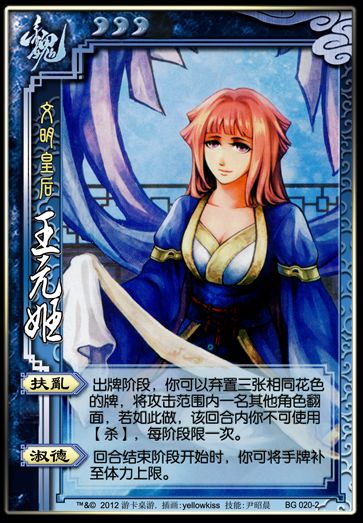 魏
文明皇后
王元姬
扶亂 出牌阶段，你可以弃置三张相同花色
的牌，将攻击范围内一名其他角色翻
面，若如此做，该回合内你不可使用
【杀】，每阶段限一次。
淑德 回合结束阶段开始时，你可将手牌补
至体力上限。
™&© 2012 游卡桌游. 插画:yellowkiss 技能:尹昭晨 BG 020-2